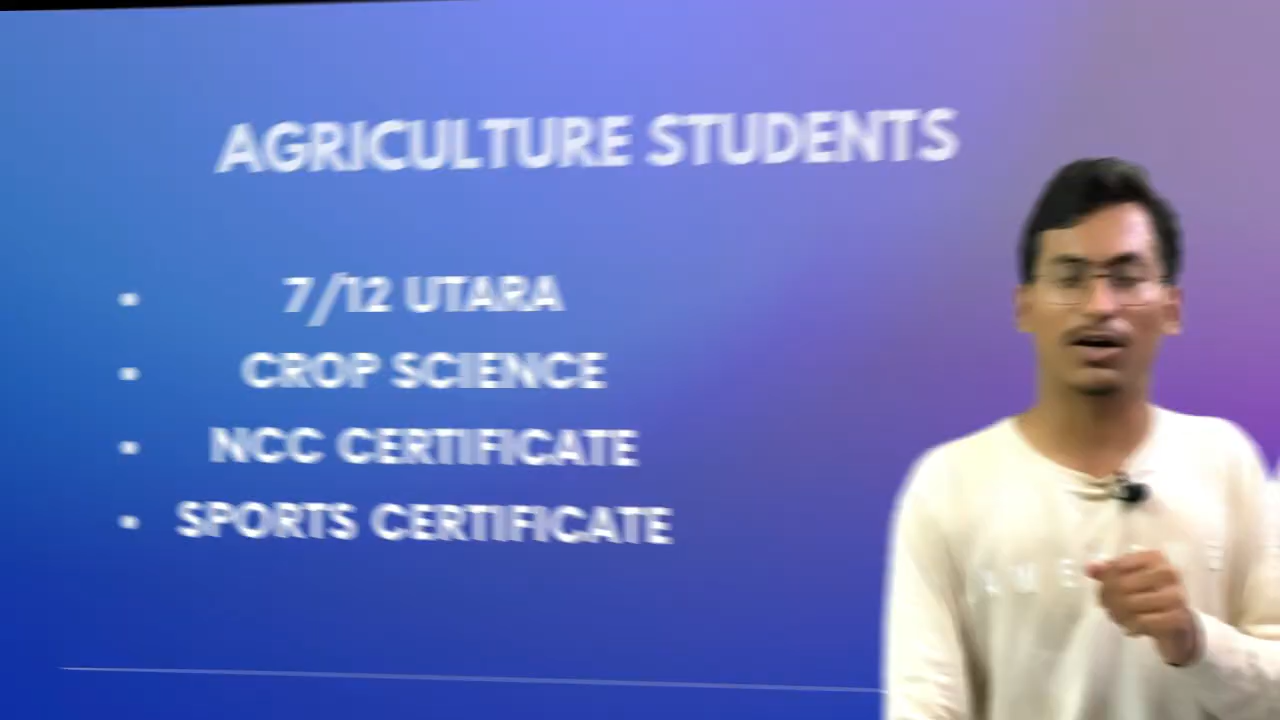 AGRICULTURE STUDENTS
• 7/12 UTARA
• CROP SCIENCE
• NCC CERTIFICATE
• SPORTS CERTIFICATE